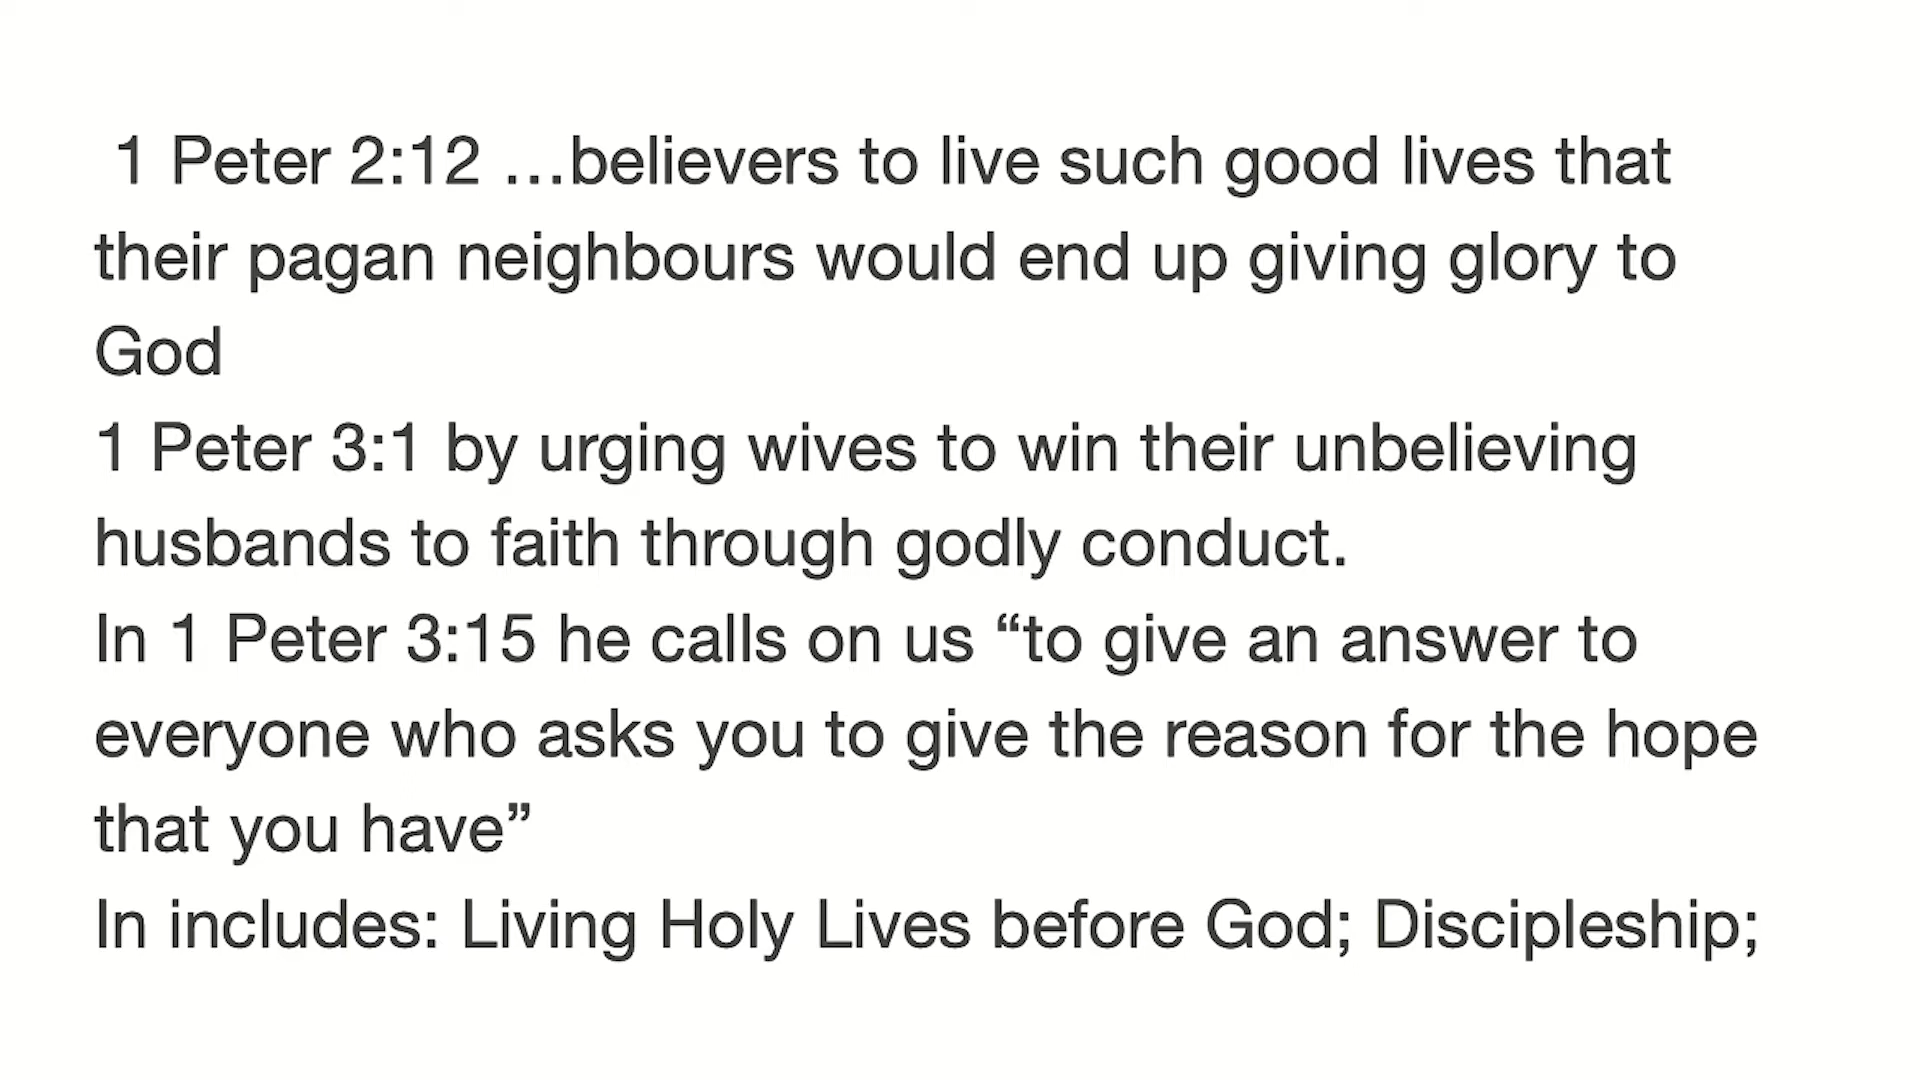 1 Peter 2:12 …believers to live such good lives that
their pagan neighbours would end up giving glory to
God
1 Peter 3:1 by urging wives to win their unbelieving
husbands to faith through godly conduct.
In 1 Peter 3:15 he calls on us “to give an answer to
everyone who asks you to give the reason for the hope
that you have”
In includes: Living Holy Lives before God; Discipleship;